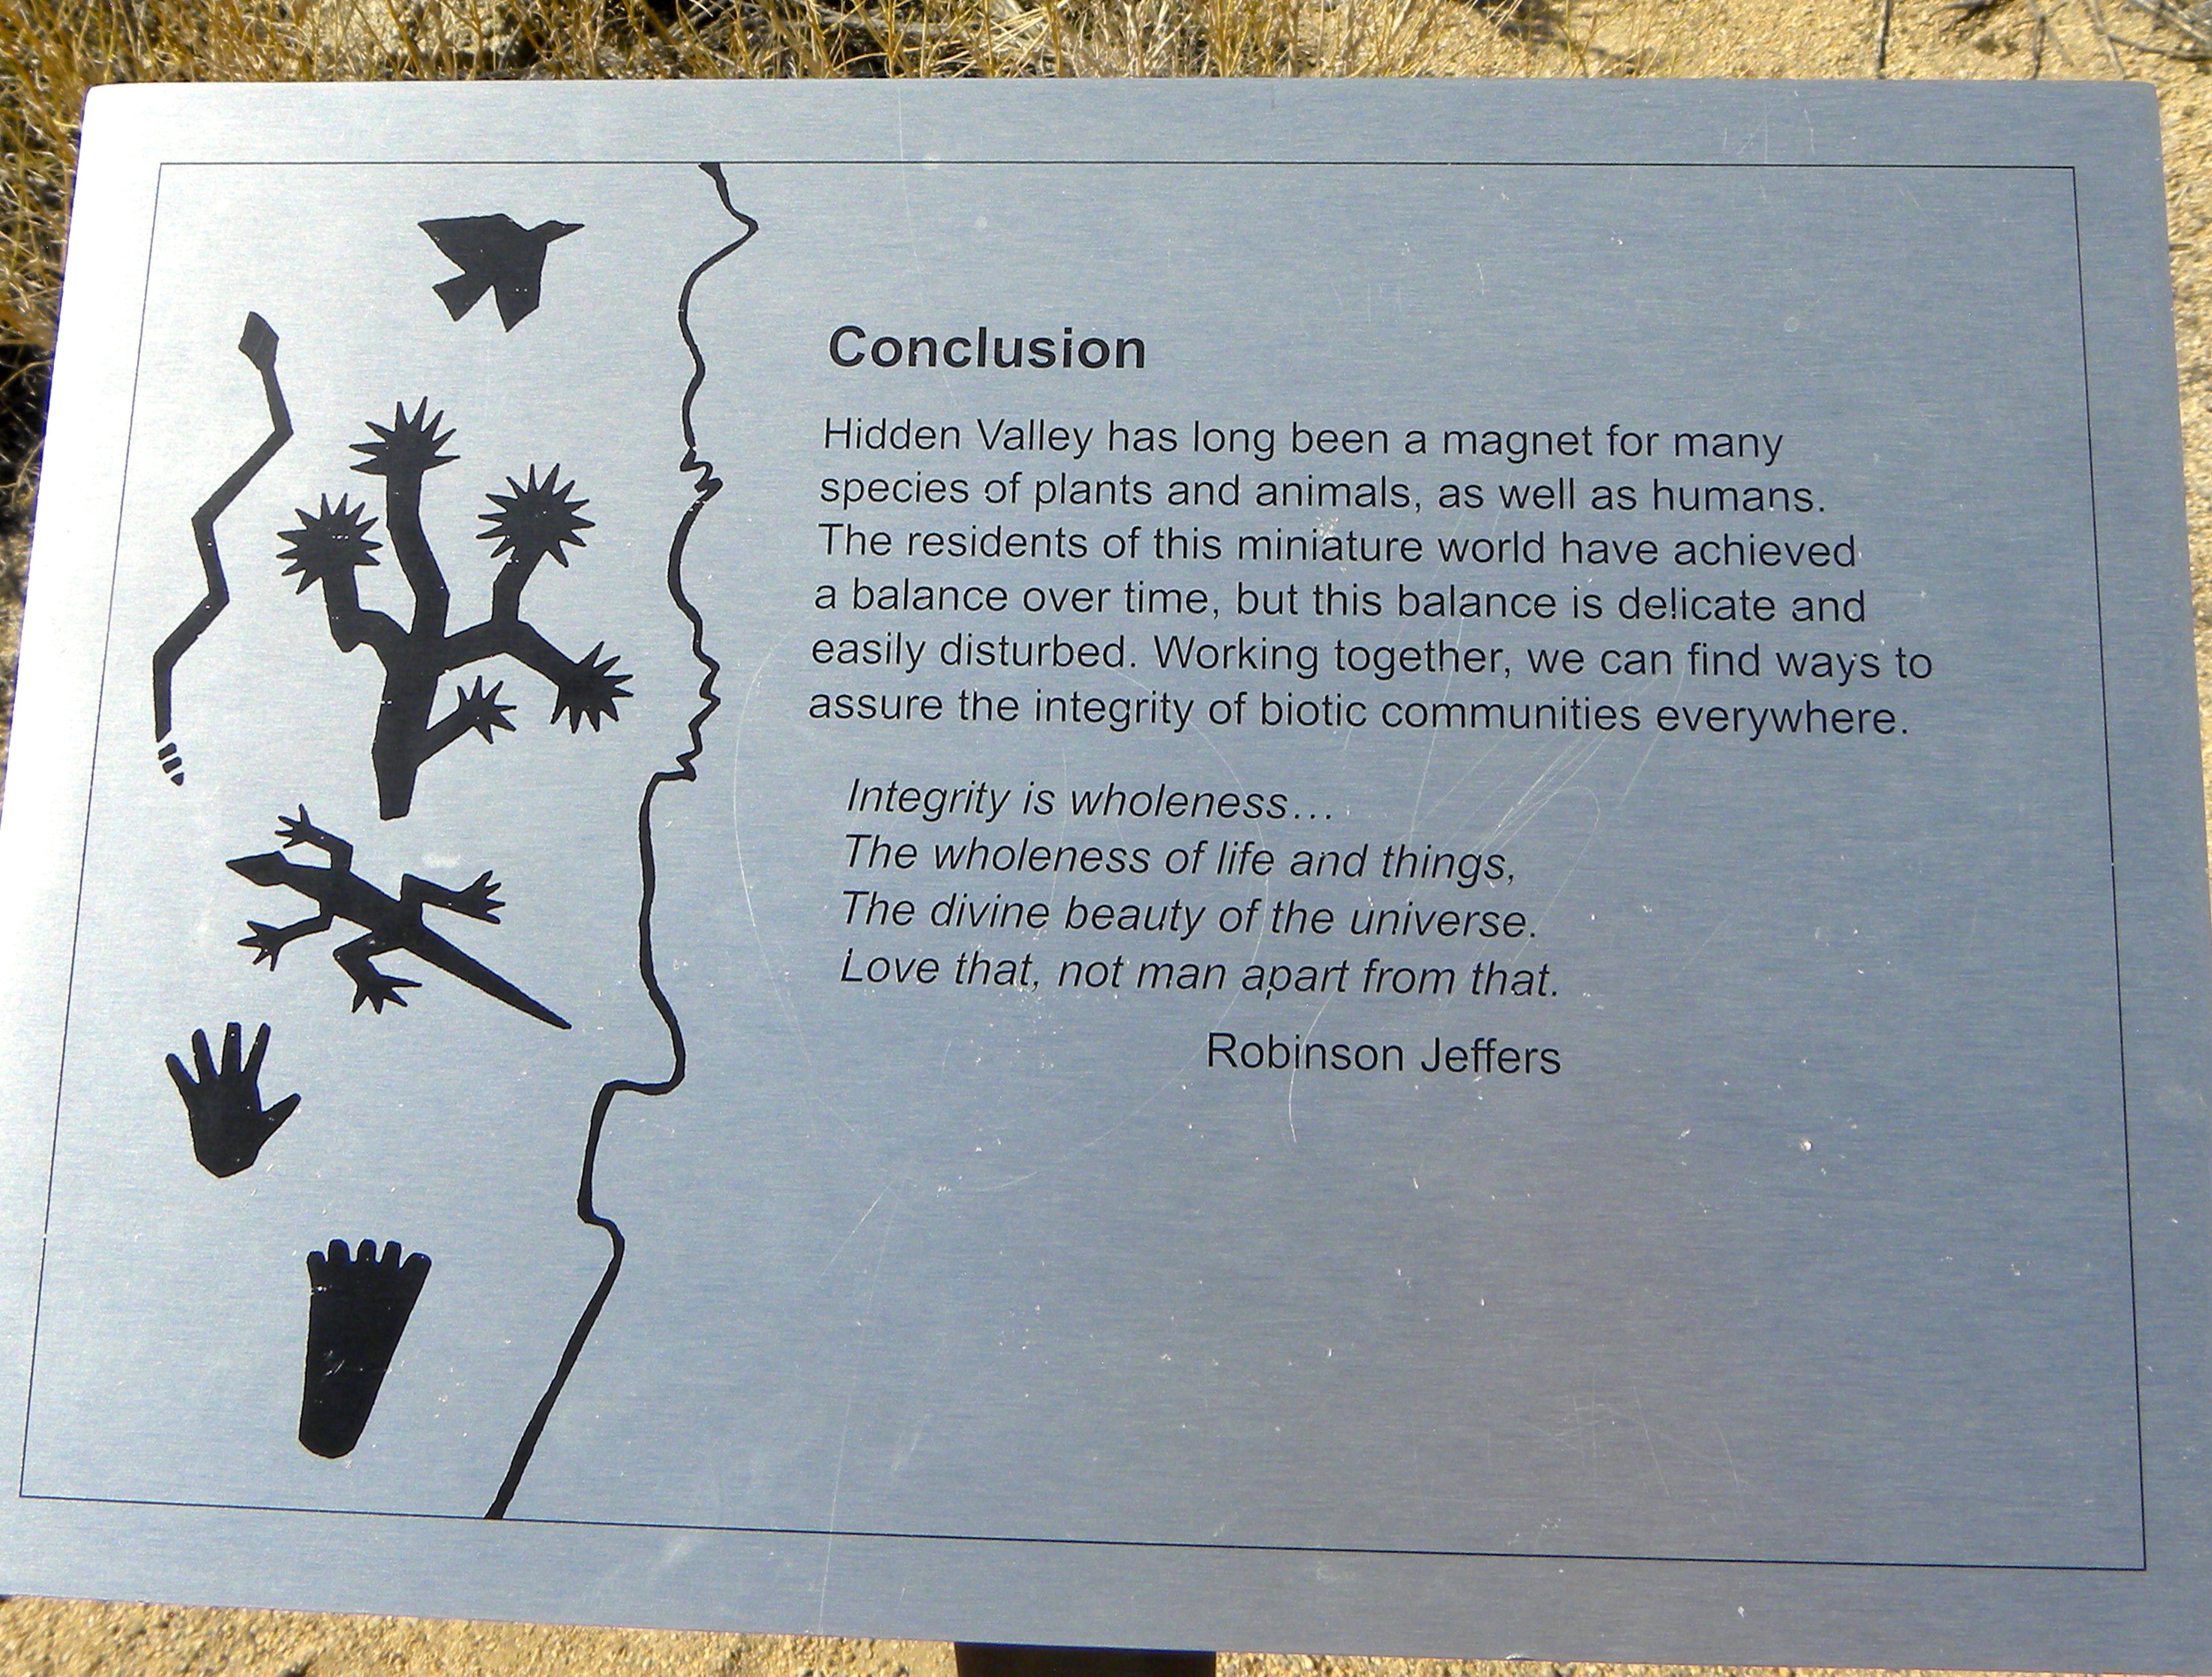 Conclusion
Hidden Valley has long been a magnet for many
species of plants and animals, as well as humans.
The residents of this miniature world have achieved
a balance over time, but this balance is delicate and
easily disturbed. Working together, we can find ways to
assure the integrity of biotic communities everywhere.
Integrity is wholeness…
The wholeness of life and things,
The divine beauty of the universe.
Love that, not man apart from that.
Robinson Jeffers